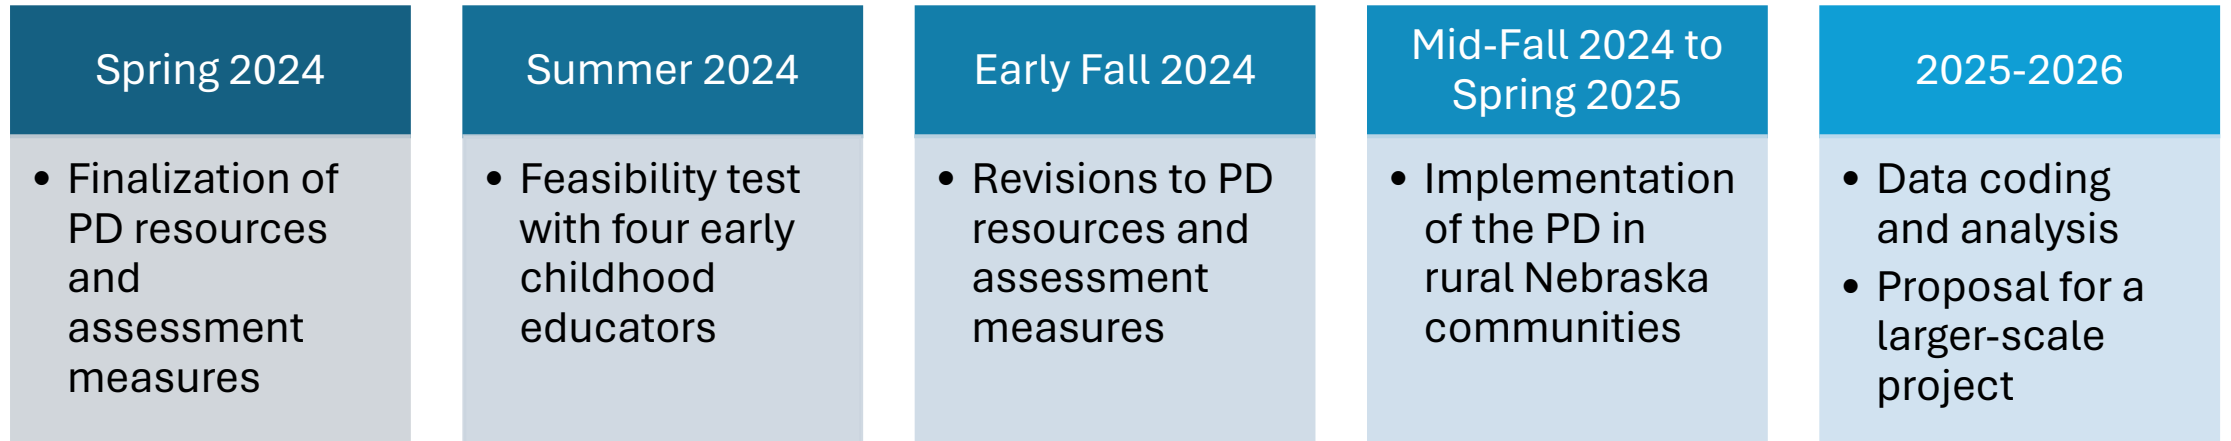 Spring 2024
• Finalization of
PD resources
and
assessment
measures
Summer 2024
• Feasibility test
with four early
childhood
educators
Early Fall 2024
• Revisions to PD
resources and
assessment
measures
Mid-Fall 2024 to
Spring 2025
• Implementation
of the PD in
rural Nebraska
communities
2025-2026
• Data coding
and analysis
• Proposal for a
larger-scale
project